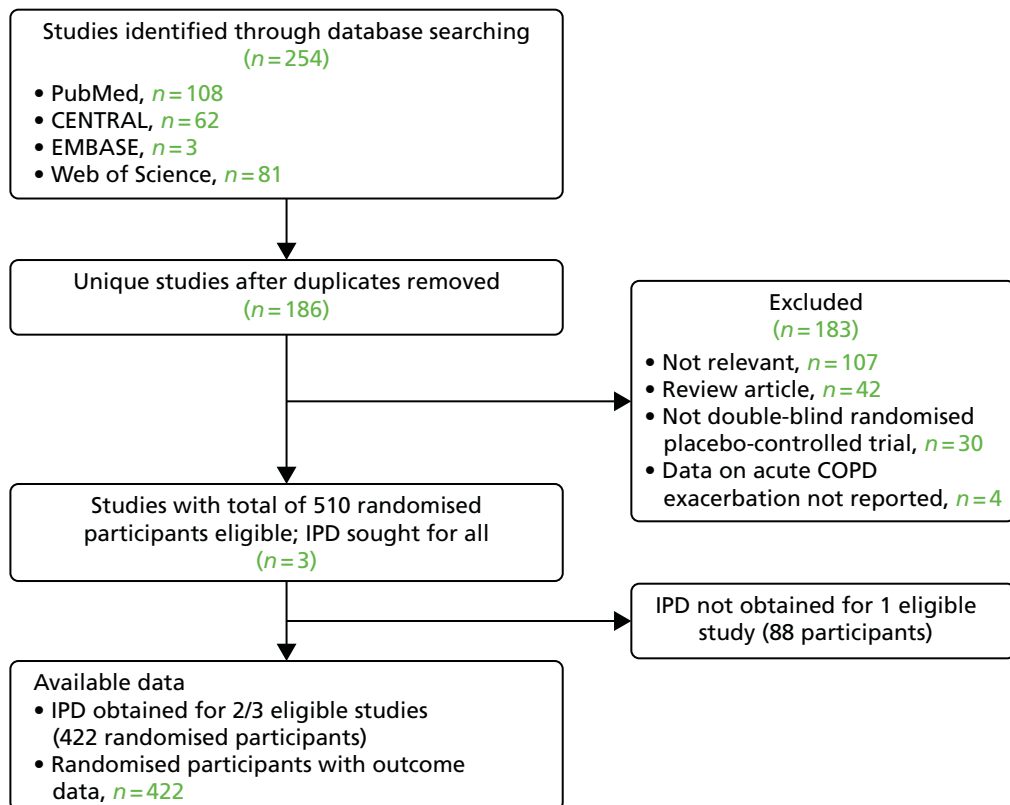 Studies identified through database searching
(n = 254)
• PubMed, n = 108
• CENTRAL, n = 62
• EMBASE, n = 3
• Web of Science, n = 81
Unique studies after duplicates removed
(n = 186)
Excluded
(n = 183)
• Not relevant, n = 107
• Review article, n = 42
• Not double-blind randomised
placebo-controlled trial, n = 30
• Data on acute COPD
exacerbation not reported, n = 4
Studies with total of 510 randomised
participants eligible; IPD sought for all
(n = 3)
IPD not obtained for 1 eligible
study (88 participants)
Available data
• IPD obtained for 2/3 eligible studies
(422 randomised participants)
• Randomised participants with outcome
data, n = 422